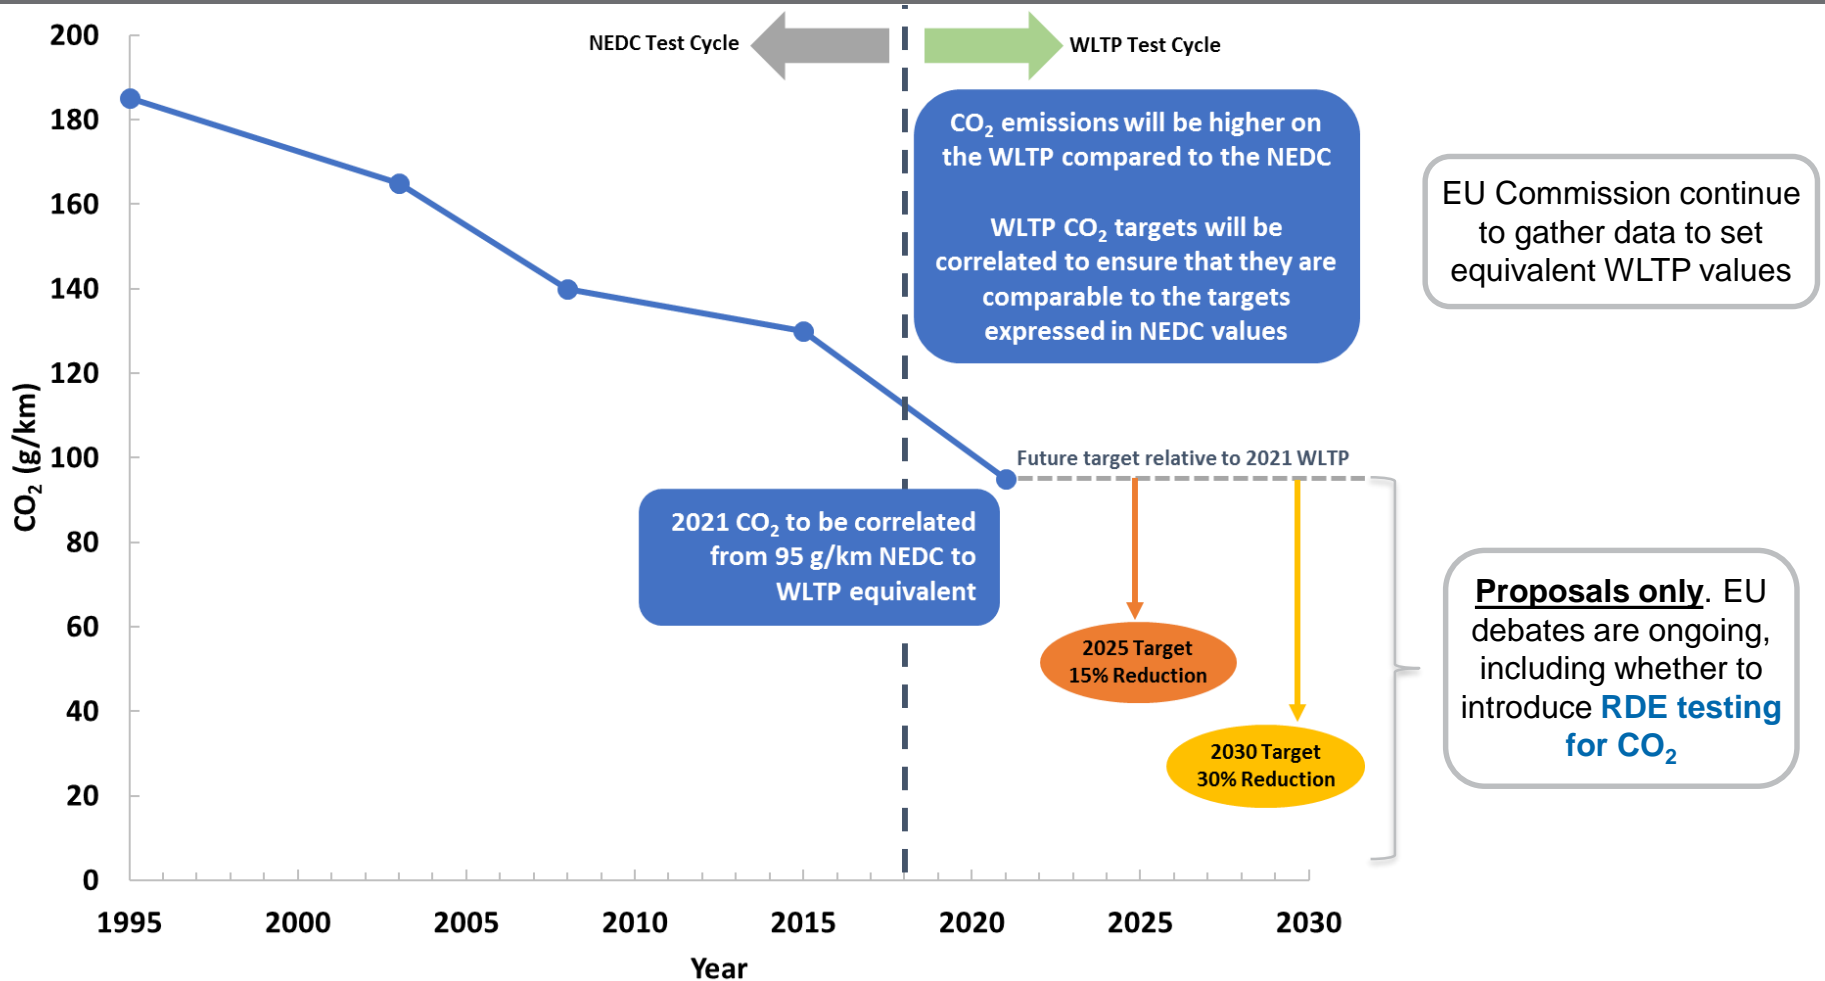 NEDC Test Cycle
WLTP Test Cycle
CO₂ emissions will be higher on
the WLTP compared to the NEDC
WLTP CO₂ targets will be
correlated to ensure that they are
comparable to the targets
expressed in NEDC values
EU Commission continue
to gather data to set
equivalent WLTP values
200
180
160
140
120
100
80
60
40
20
0
CO₂ (g/km)
Future target relative to 2021 WLTP
2021 CO₂ to be correlated
from 95 g/km NEDC to
WLTP equivalent
2025 Target
15% Reduction
2030 Target
30% Reduction
Proposals only. EU
debates are ongoing,
including whether to
introduce RDE testing
for CO₂
1995
2000
2005
2010
2015
2020
2025
2030
Year